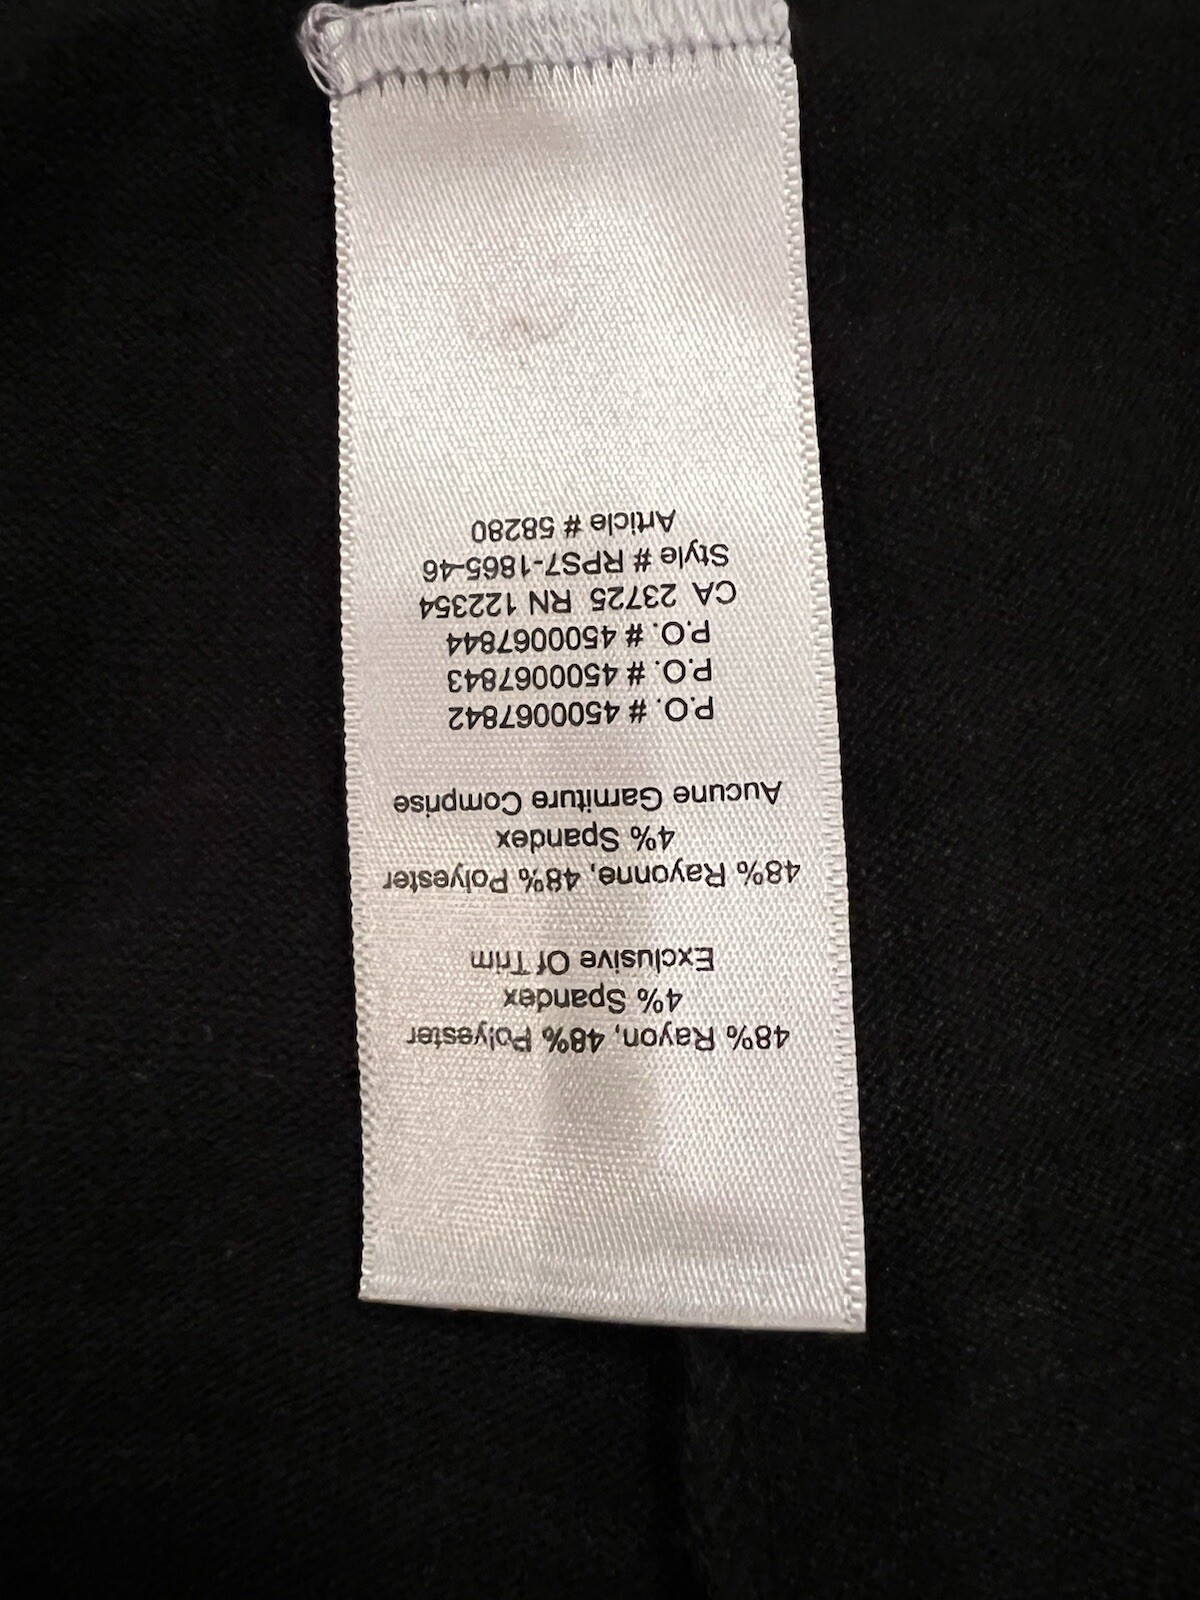 48% Rayon, 48% Polyester
4% Spandex
Exclusive Of Trim
48% Rayonne, 48% Polyester
4% Spandex
Aucune Garniture Comprise
P.O. # 4500067842
P.O. # 4500067843
P.O. # 4500067844
CA 23725 RN 122354
Style # RPS7-1865-46
Article # 58280